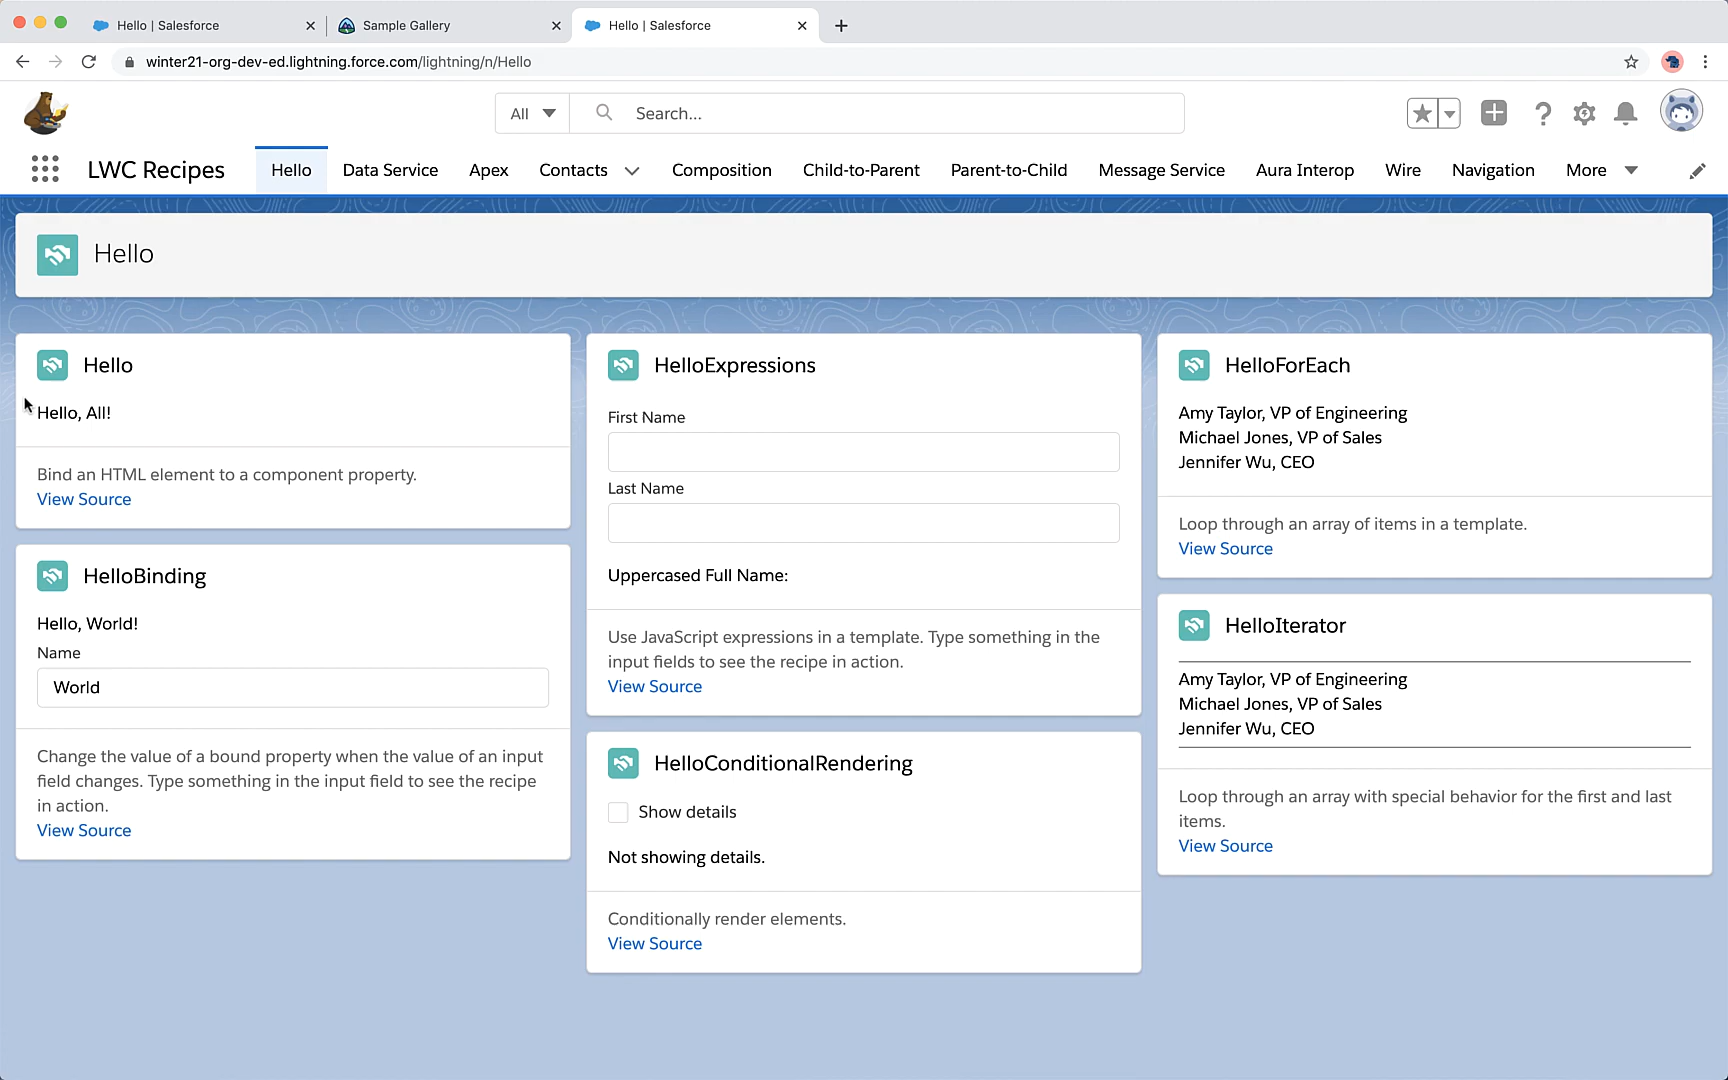 Hello | Salesforce
Sample Gallery
Hello | Salesforce
winter21-org-dev-ed.lightning.force.com/lightning/n/Hello
All
Search...
LWC Recipes
Hello
Data Service
Apex
Contacts
Composition
Child-to-Parent
Parent-to-Child
Message Service
Aura Interop
Wire
Navigation
More
Hello
Hello
Hello, All!
Bind an HTML element to a component property.
View Source
HelloBinding
Hello, World!
Name
World
Change the value of a bound property when the value of an input
field changes. Type something in the input field to see the recipe
in action.
View Source
HelloExpressions
First Name
Last Name
Uppercased Full Name:
Use JavaScript expressions in a template. Type something in the
input fields to see the recipe in action.
View Source
HelloConditionalRendering
Show details
Not showing details.
Conditionally render elements.
View Source
HelloForEach
Amy Taylor, VP of Engineering
Michael Jones, VP of Sales
Jennifer Wu, CEO
Loop through an array of items in a template.
View Source
HelloIterator
Amy Taylor, VP of Engineering
Michael Jones, VP of Sales
Jennifer Wu, CEO
Loop through an array with special behavior for the first and last
items.
View Source